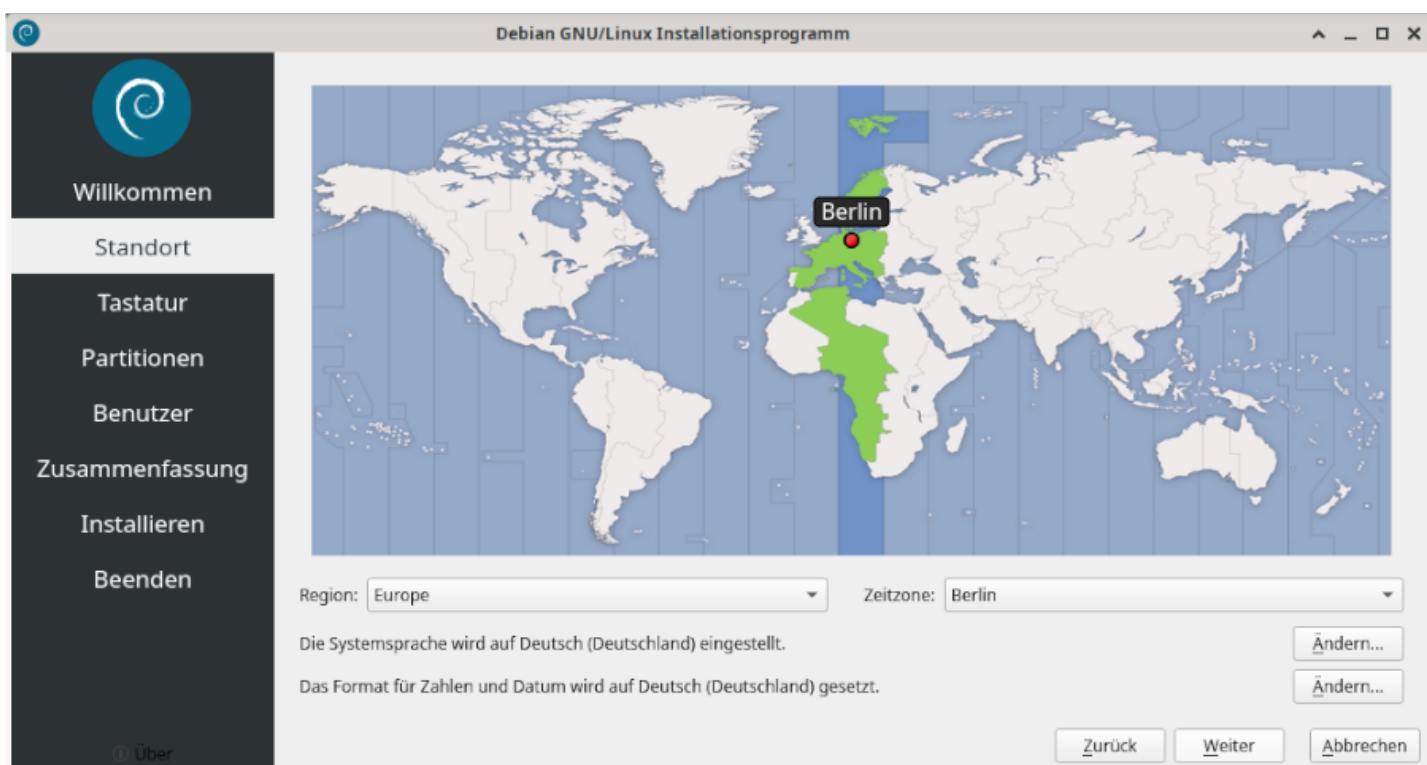 Debian GNU/Linux Installationsprogramm
Willkommen
Standort
Tastatur
Partitionen
Benutzer
Zusammenfassung
Installieren
Beenden
Über
Berlin
Region: Europe
Zeitzone: Berlin
Die Systemsprache wird auf Deutsch (Deutschland) eingestellt.
Ändern...
Das Format für Zahlen und Datum wird auf Deutsch (Deutschland) gesetzt.
Ändern...
Zurück
Weiter
Abbrechen